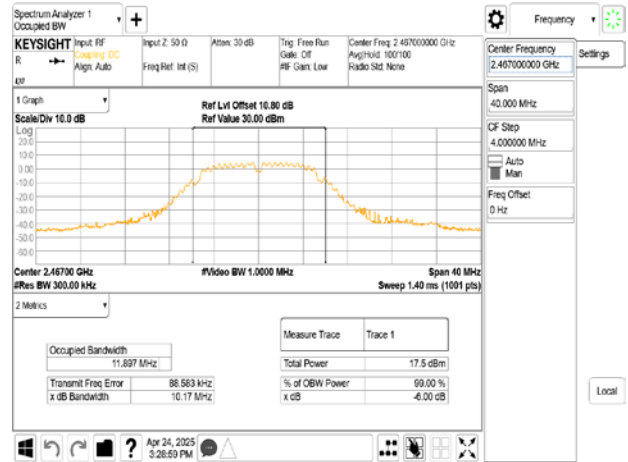 Spectrum Analyzer 1
Occupied BW
Frequency
KEYSIGHT Input: RF Input Z: 50 Ω Atten: 30 dB Trig: Free Run Center Freq: 2.467000000 GHz
R Coupling: DC Gate: Off Avg|Hold: 100/100
Align: Auto Freq Ref: Int (S) #IF Gain: Low Radio Std: None
Center Frequency
2.467000000 GHz
Settings
Span
40.000 MHz
CF Step
4.000000 MHz
Auto
Man
Freq Offset
0 Hz
Local
1 Graph
Ref Lvl Offset 10.80 dB
Scale/Div 10.0 dB Ref Value 30.00 dBm
Log
20.0
10.0
0.00
-10.0
-20.0
-30.0
-40.0
-50.0
-60.0
Center 2.46700 GHz #Video BW 1.0000 MHz Span 40 MHz
#Res BW 300.00 kHz Sweep 1.40 ms (1001 pts)
2 Metrics
Measure Trace Trace 1
Occupied Bandwidth
11.897 MHz
Total Power 17.5 dBm
Transmit Freq Error 88.583 kHz % of OBW Power 99.00 %
x dB Bandwidth 10.17 MHz x dB -6.00 dB
? Apr 24, 2025
3:28:59 PM